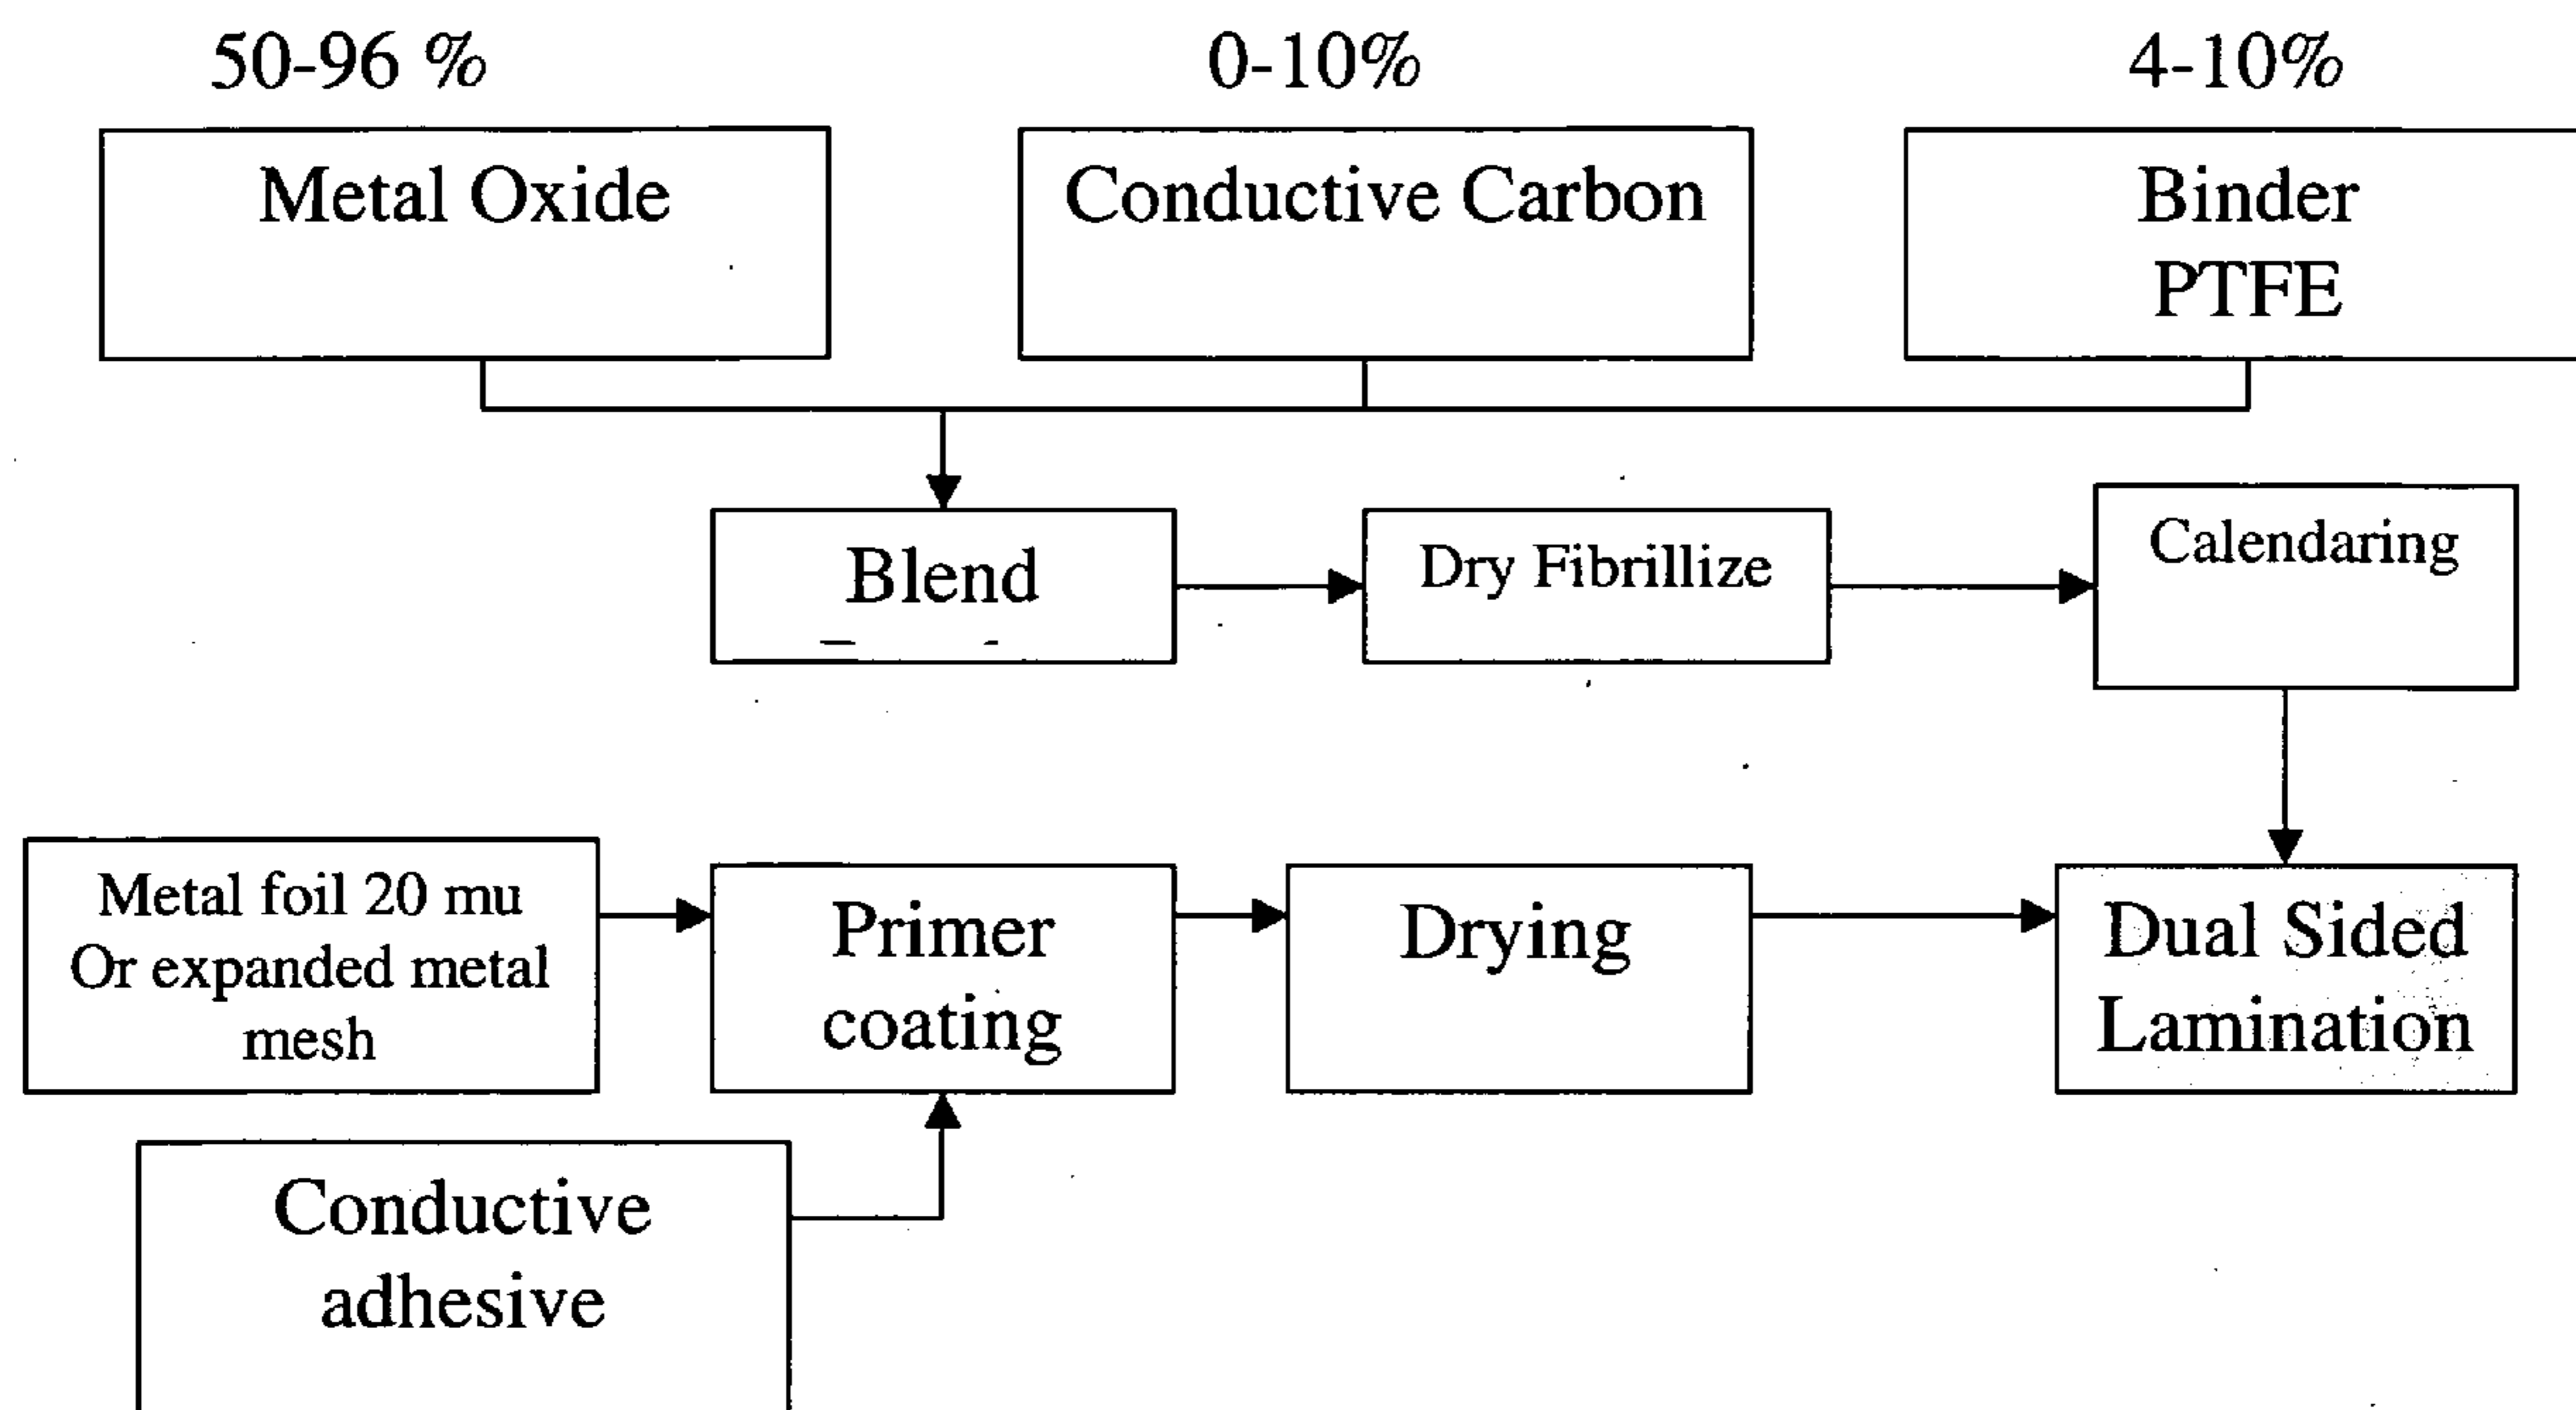 50-96 %
0-10%
4-10%
Metal Oxide
Conductive Carbon
Binder
PTFE
Blend
Dry Fibrillize
Calendaring
Metal foil 20 mu
Or expanded metal
mesh
Primer
coating
Drying
Dual Sided
Lamination
Conductive
adhesive